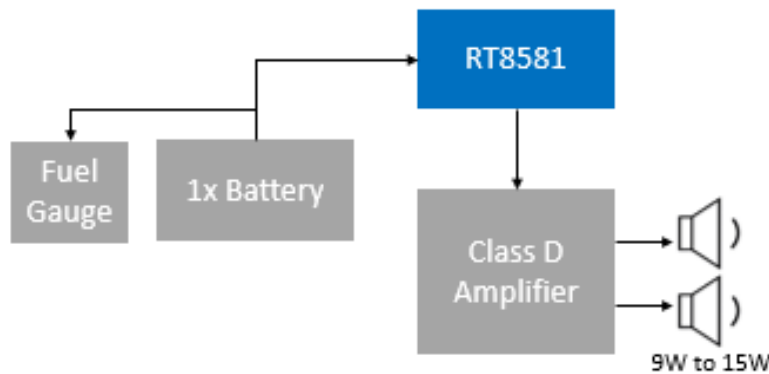 RT8581
Fuel
Gauge
1x Battery
Class D
Amplifier
9W to 15W